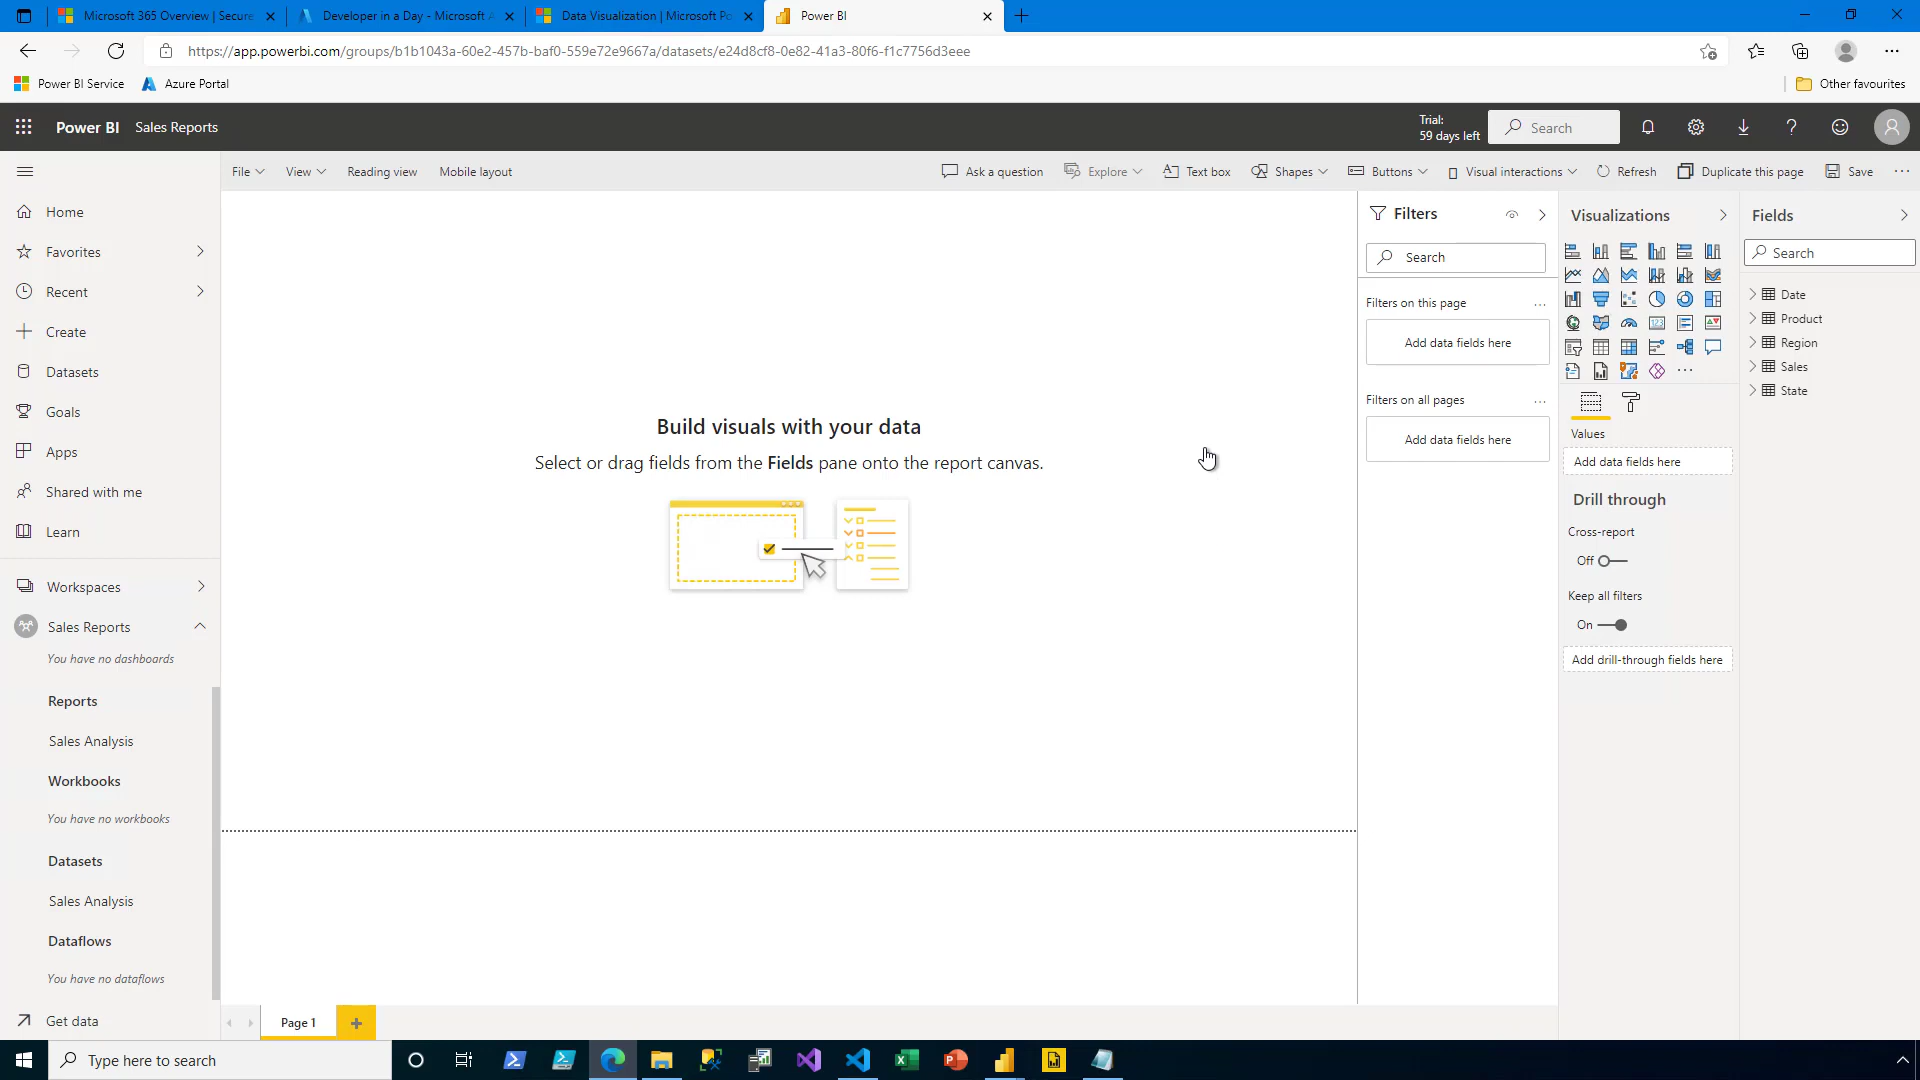 Microsoft 365 Overview | Secure
Developer in a Day - Microsoft A
Data Visualization | Microsoft Po
Power BI
https://app.powerbi.com/groups/b1b1043a-60e2-457b-baf0-559e72e9667a/datasets/e24d8cf8-0e82-41a3-80f6-f1c7756d3eee
Power BI Service
Azure Portal
Other favourites
Power BI
Sales Reports
Trial:
59 days left
Search
File
View
Reading view
Mobile layout
Ask a question
Explore
Text box
Shapes
Buttons
Visual interactions
Refresh
Duplicate this page
Save
Home
Favorites
Recent
Create
Datasets
Goals
Apps
Shared with me
Learn
Workspaces
Sales Reports
You have no dashboards
Reports
Sales Analysis
Workbooks
You have no workbooks
Datasets
Sales Analysis
Dataflows
You have no dataflows
Get data
Build visuals with your data
Select or drag fields from the Fields pane onto the report canvas.
Page 1
Filters
Search
Filters on this page
Add data fields here
Filters on all pages
Add data fields here
Visualizations
Values
Add data fields here
Drill through
Cross-report
Off
Keep all filters
On
Add drill-through fields here
Fields
Search
Date
Product
Region
Sales
State
Type here to search